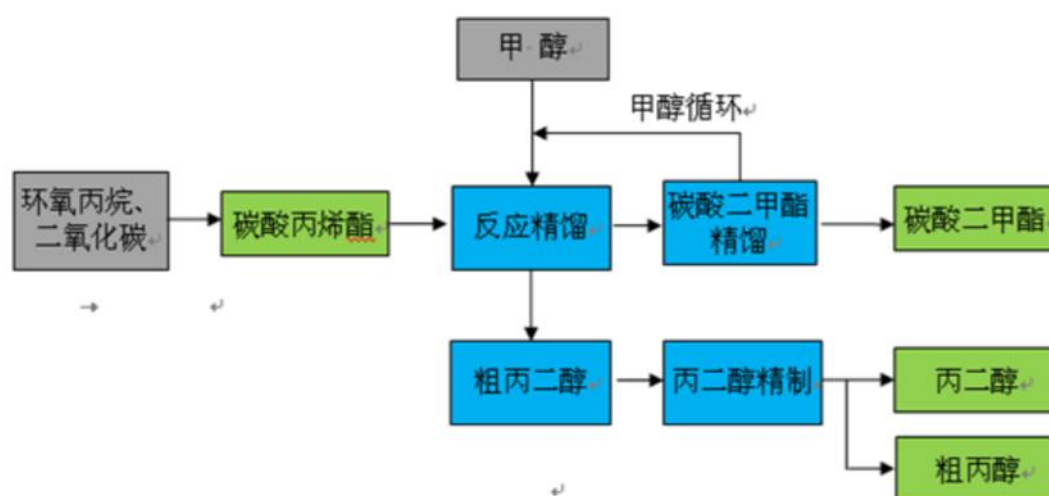 甲 醇
甲醇循环
环氧丙烷、
二氧化碳
碳酸丙烯酯
反应精馏
碳酸二甲酯
精馏
碳酸二甲酯
粗丙二醇
丙二醇精制
丙二醇
粗丙醇